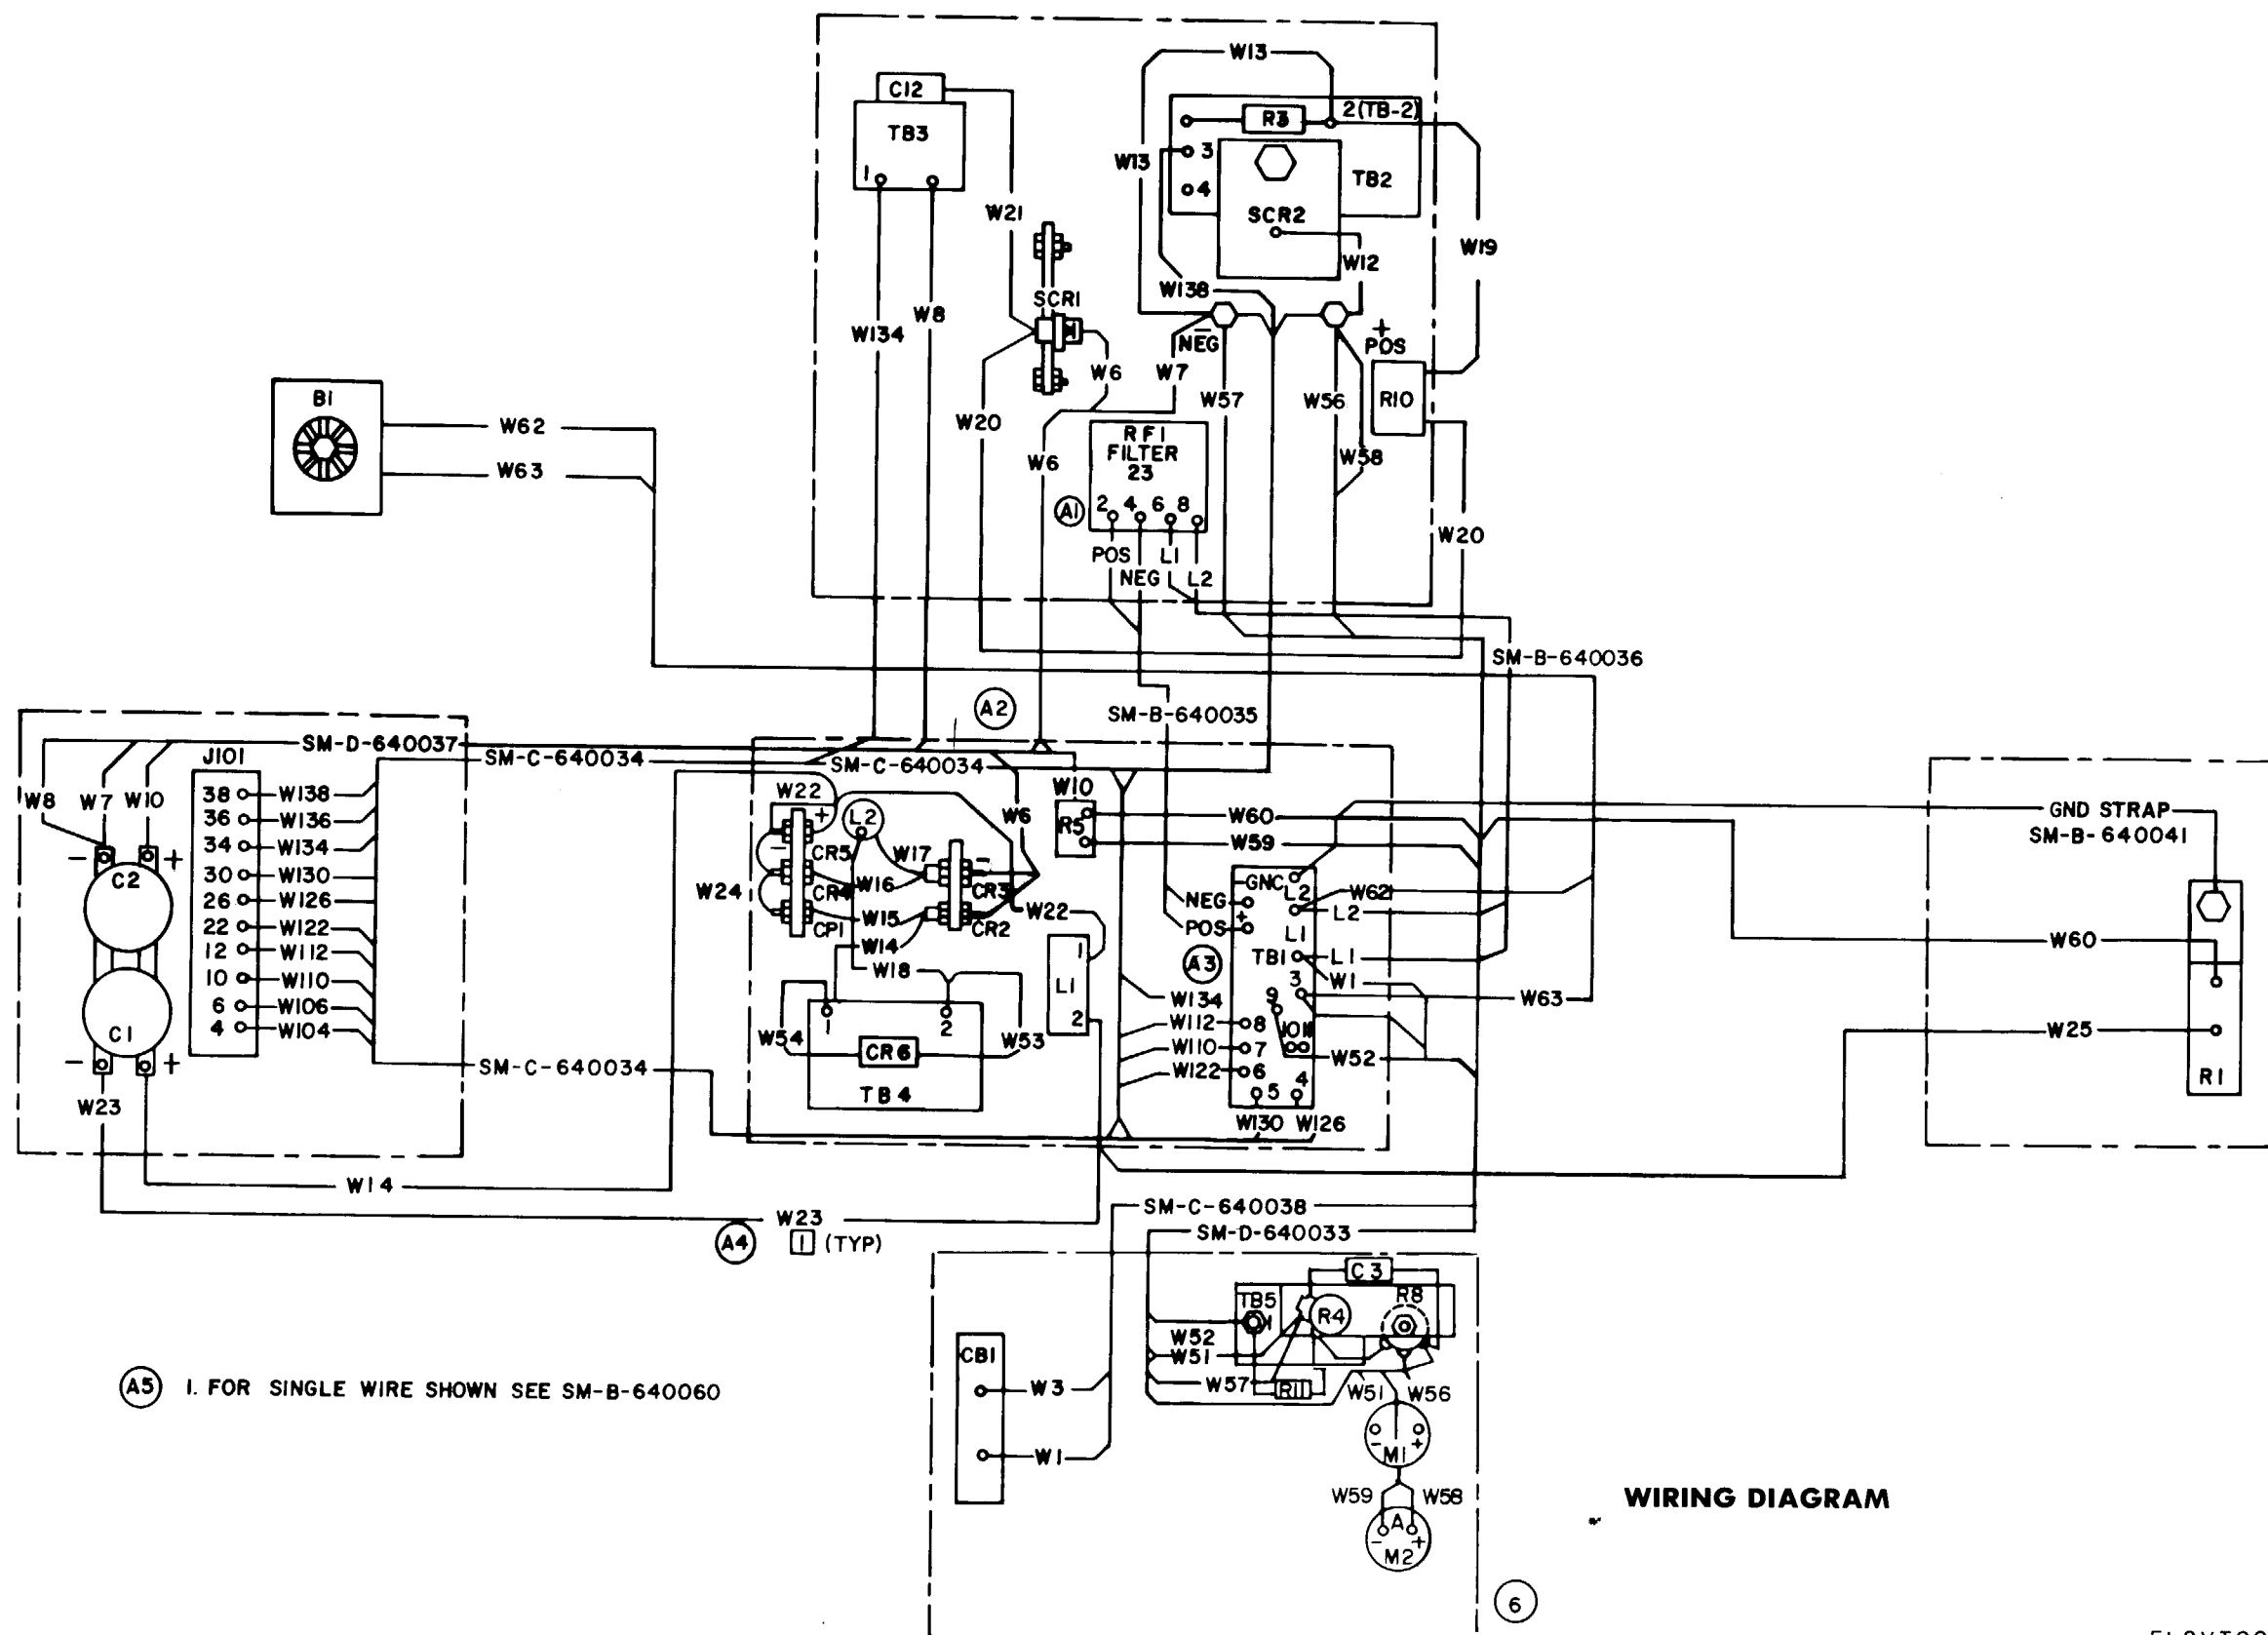 W13
C12
2(TB-2)
R3
TB3
W13
3
1
TB2
4
W21
SCR2
W19
W12
W138
SCR1
W8
+
W134
-
NEG
POS
W6
W7
B1
W57
W56
R10
W20
W62
RFI
FILTER
23
W6
W58
W63
2 4 6 8
A1
W20
POS L1
NEG L2
SM-B-640036
A2
SM-B-640035
SM-D-640037
J101
SM-C-640034
SM-C-640034
W10
W22
38 W138
W8 W7 W10
GND STRAP
36 W136
+
L2
W6
W60
R5
SM-B-640041
34 W134
- +
CR5
W17
W59
-
30 W130
C2
W16
CR4
CR3
GNC
L2
W62
W24
26 W126
NEG
W22
L2
22 W122
W15
CP1
CR2
+
POS
L1
W60
12 W112
W14
1
TB1
L1
A3
10 W110
W18
W1
L1
3
W63
6 W106
W134
9
C1
4 W104
1
2
2
W112 8
W25
W54
W53
CR6
W110 7
W52
- +
SM-C-640034
W122 6
4
R1
TB4
5
W23
W130 W126
W14
SM-C-640038
W23
A4
1 (TYP)
SM-D-640033
C3
TB5
R8
R4
W52
CB1
W51
A5 1. FOR SINGLE WIRE SHOWN SEE SM-B-640060
W3
W57
R11
W51 W56
- +
M1
W1
W59 W58
WIRING DIAGRAM
A
- +
M2
6